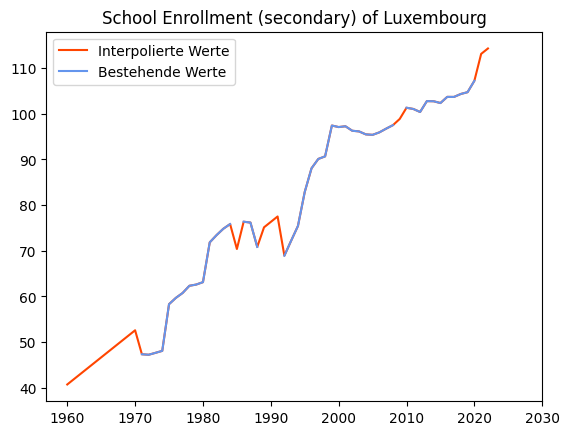 School Enrollment (secondary) of Luxembourg
Interpolierte Werte
Bestehende Werte
110
100
90
80
70
60
50
40
1960 1970 1980 1990 2000 2010 2020 2030